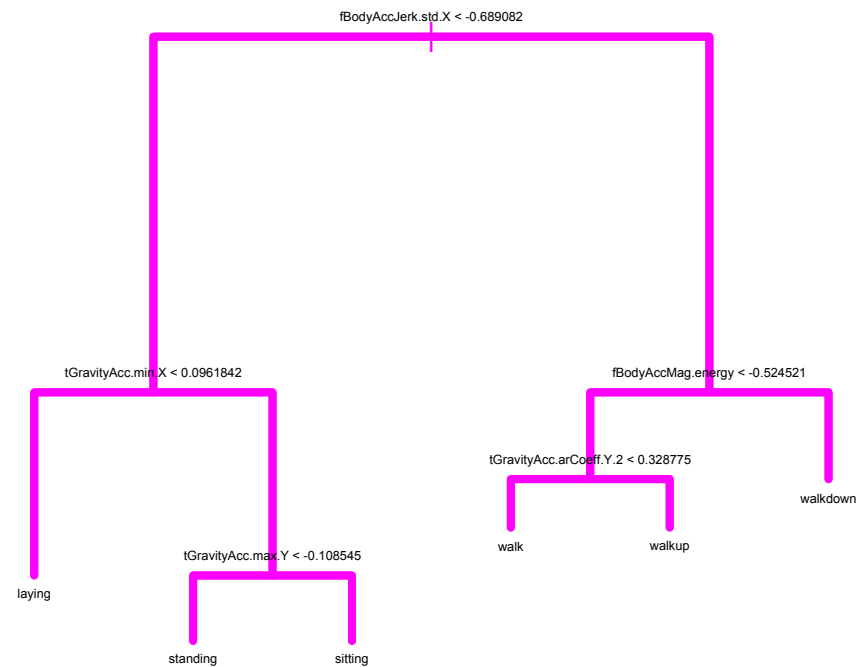 fBodyAccJerk.std.X < -0.689082
tGravityAcc.min.X < 0.0961842
fBodyAccMag.energy < -0.524521
tGravityAcc.arCoeff.Y.2 < 0.328775
walkdown
walk
walkup
tGravityAcc.max.Y < -0.108545
laying
standing
sitting